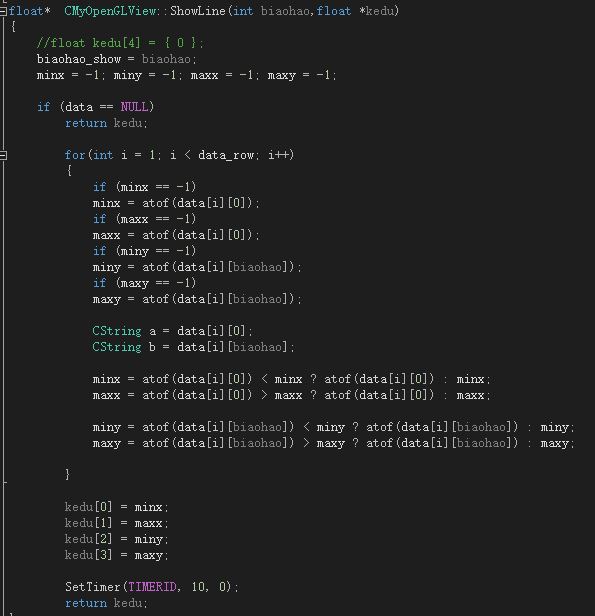 float*  CMyOpenGLView::ShowLine(int biaohao,float *kedu)
{
//float kedu[4] = { 0 };
biaohao_show = biaohao;
minx = -1; miny = -1; maxx = -1; maxy = -1;
if (data == NULL)
return kedu;
for(int i = 1; i < data_row; i++)
{
if (minx == -1)
minx = atof(data[i][0]);
if (maxx == -1)
maxx = atof(data[i][0]);
if (miny == -1)
miny = atof(data[i][biaohao]);
if (maxy == -1)
maxy = atof(data[i][biaohao]);
CString a = data[i][0];
CString b = data[i][biaohao];
minx = atof(data[i][0]) < minx ? atof(data[i][0]) : minx;
maxx = atof(data[i][0]) > maxx ? atof(data[i][0]) : maxx;
miny = atof(data[i][biaohao]) < miny ? atof(data[i][biaohao]) : miny;
maxy = atof(data[i][biaohao]) > maxy ? atof(data[i][biaohao]) : maxy;
}
kedu[0] = minx;
kedu[1] = maxx;
kedu[2] = miny;
kedu[3] = maxy;
SetTimer(TIMERID, 10, 0);
return kedu;